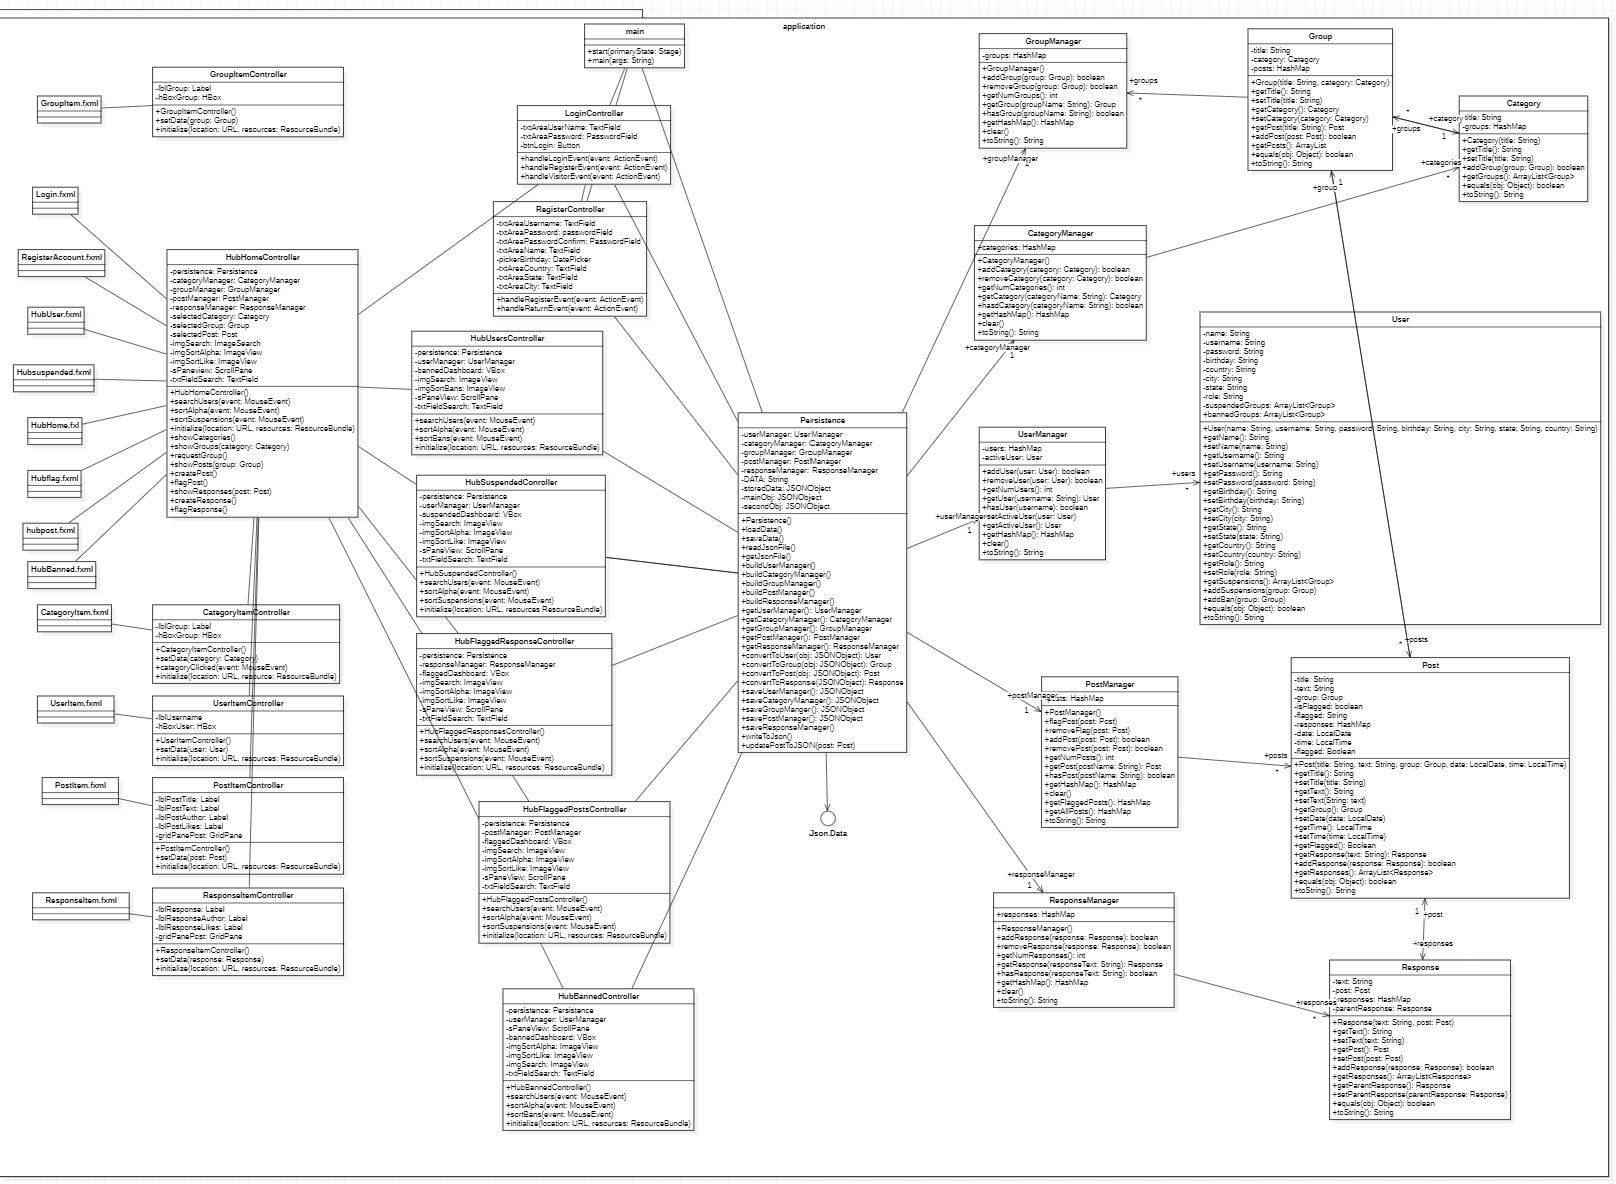 application
main
+start(primaryState: Stage)
+main(args: String)
GroupItemController
-lblGroup: Label
-hBoxGroup: HBox
+GroupItemController()
+setData(group: Group)
+initialize(location: URL, resources: ResourceBundle)
GroupItem.fxml
LoginController
-txtAreaUserName: TextField
-txtAreaPassword: PasswordField
-btnLogin: Button
+handleLoginEvent(event: ActionEvent)
+handleRegisterEvent(event: ActionEvent)
+handleVisitorEvent(event: ActionEvent)
RegisterController
-txtAreaUsername: TextField
-txtAreaPassword: passwordField
-txtAreaPasswordConfirm: PasswordField
-txtAreaName: TextField
-pickerBirthday: DatePicker
-txtAreaCountry: TextField
-txtAreaState: TextField
-txtAreaCity: TextField
+handleRegisterEvent(event: ActionEvent)
+handleReturnEvent(event: ActionEvent)
Login.fxml
RegisterAccount.fxml
HubUser.fxml
Hubsuspended.fxml
HubHome.fxl
Hubflag.fxml
hubpost.fxml
HubBanned.fxml
HubHomeController
-persistence: Persistence
-categoryManager: CategoryManager
-groupManager: GroupManager
-postManager: PostManager
-responseManager: ResponseManager
-selectedCategory: Category
-selectedGroup: Group
-selectedPost: Post
-imgSearch: ImageSearch
-imgSortAlpha: ImageView
-imgSortLike: ImageView
-sPaneview: ScrollPane
-txtFieldSearch: TextField
+HubHomeController()
+searchUsers(event: MouseEvent)
+sortAlpha(event: MouseEvent)
+sortSuspensions(event: MouseEvent)
+initialize(location: URL, resources: ResourceBundle)
+showCategories()
+showGroups(category: Category)
+requestGroup()
+showPosts(group: Group)
+createPost()
+flagPost()
+showResponses(post: Post)
+createResponse()
+flagResponse()
HubUsersController
-persistence: Persistence
-userManager: UserManager
-bannedDashboard: VBox
-imgSearch: ImageView
-imgSortBans: ImageView
-sPaneView: ScrollPane
-txtFieldSearch: TextField
+searchUsers(event: MouseEvent)
+sortAlpha(event: MouseEvent)
+sortBans(event: MouseEvent)
+initialize(location: URL, resources: ResourceBundle)
HubSuspendedController
-persistence: Persistence
-userManager: UserManager
-suspendedDashboard: VBox
-imgSearch: ImageView
-imgSortAlpha: ImageView
-imgSortLike: ImageView
-sPaneView: ScrollPane
-txtFieldSearch: TextField
+HubSuspendedController()
+searchUsers(event: MouseEvent)
+sortAlpha(event: MouseEvent)
+sortSuspensions(event: MouseEvent)
+initialize(location: URL, resources ResourceBundle)
HubFlaggedResponseController
-persistence: Persistence
-responseManager: ResponseManager
-flaggedDashboard: VBox
-imgSearch: ImageView
-imgSortAlpha: ImageView
-imgSortLike: ImageView
-sPaneView: ScrollPane
-txtFieldSearch: TextField
+HubFlaggedResponsesController()
+searchUsers(event: MouseEvent)
+sortAlpha(event: MouseEvent)
+sortSuspensions(event: MouseEvent)
+initialize(location: URL, resources: ResourceBundle)
HubFlaggedPostsController
-persistence: Persistence
-postManager: PostManager
-flaggedDashboard: VBox
-imgSearch: ImageView
-imgSortAlpha: ImageView
-imgSortLike: ImageView
-sPaneView: ScrollPane
-txtFieldSearch: TextField
+HubFlaggedPostsController()
+searchUsers(event: MouseEvent)
+sortAlpha(event: MouseEvent)
+sortSuspensions(event: MouseEvent)
+initialize(location: URL, resources: ResourceBundle)
HubBannedController
-persistence: Persistence
-userManager: UserManager
-sPaneView: ScrollPane
-bannedDashboard: VBox
-imgSortAlpha: ImageView
-imgSortLike: ImageView
-imgSearch: ImageView
-txtFieldSearch: TextField
+HubBannedController()
+searchUsers(event: MouseEvent)
+sortAlpha(event: MouseEvent)
+sortBans(event: MouseEvent)
+initialize(location: URL, resources: ResourceBundle)
CategoryItem.fxml
CategoryItemController
-lblGroup: Label
-hBoxGroup: HBox
+CategoryItemController()
+setData(category: Category)
+categoryClicked(event: MouseEvent)
+initialize(location: URL, resource: ResourceBundle)
UserItem.fxml
UserItemController
-lblUsername
-hBoxUser: HBox
+UserItemController()
+setData(user: User)
+initialize(location: URL, resources: ResourceBundle)
PostItem.fxml
PostItemController
-lblPostTitle: Label
-lblPostText: Label
-lblPostAuthor: Label
-lblPostLikes: Label
-gridPanePost: GridPane
+PostItemController()
+setData(post: Post)
+initialize(location: URL, resources: ResourceBundle)
ResponseItem.fxml
ResponseItemController
-lblResponse: Label
-lblResponseAuthor: Label
-lblResponseLikes: Label
-gridPanePost: GridPane
+ResponseItemController()
+setData(response: Response)
+initialize(location: URL, resources: ResourceBundle)
Persistence
-userManager: UserManager
-categoryManager: CategoryManager
-groupManager: GroupManager
-postManager: PostManager
-responseManager: ResponseManager
-DATA: String
-storedData: JSONObject
-mainObj: JSONObject
-secondObj: JSONObject
+Persistence()
+loadData()
+savaData()
+readJsonFile()
+getJsonFile()
+buildUserManager()
+buildCategoryManager()
+buildGroupManager()
+buildPostManager()
+buildResponseManager()
+getUserManager(): UserManager
+getCategoryManager(): CategoryManager
+getGroupManager(): GroupManager
+getPostManager(): PostManager
+getResponseManager(): ResponseManager
+convertToUser(obj: JSONObject): User
+convertToGroup(obj: JSONObject): Group
+convertToPost(obj: JSONObject): Post
+convertToResponse(JSONObject): Response
+saveUserManager(): JSONObject
+saveCategoryManager(): JSONObject
+saveGroupManger(): JSONObject
+savePostManager(): JSONObject
+saveResponseManager()
+writeToJson()
+updatePostToJSON(post: Post)
Json.Data
GroupManager
-groups: HashMap
+GroupManager()
+addGroup(group: Group): boolean
+removeGroup(group: Group): boolean
+getNumGroups(): int
+getGroup(groupName: String): Group
+hasGroup(groupName: String): boolean
+getHashMap(): HashMap
+clear()
+toString(): String
+groupManager
1
+groups
*
CategoryManager
+categories: HashMap
+CategoryManager()
+addCategory(category: Category): boolean
+removeCategory(category: Category): boolean
+getNumCategories(): int
+getCategory(categoryName: String): Category
+hasdCategory(categoryName: String): boolean
+getHashMap(): HashMap
+clear()
+toString(): String
+categoryManager
1
UserManager
-users: HashMap
-activeUser: User
+addUser(user: User): boolean
+removeUser(user: User): boolean
+getNumUsers(): int
+getUser(username: String): User
+hasUser(username): boolean
+setActiveUser(user: User)
+getActiveUser(): User
+getHashMap(): HashMap
+clear()
+toString(): String
+userManager
1
+users
*
PostManager
-posts: HashMap
+PostManager()
+flagPost(post: Post)
+removeFlag(post: Post)
+addPost(post: Post): boolean
+removePost(post: Post): boolean
+getNumPosts(): int
+getPost(postName: String): Post
+hasPost(postName: String): boolean
+getHashMap(): HashMap
+clear()
+getFlaggedPosts(): HashMap
+getAllPosts(): HashMap
+toString(): String
+postManager
1
+posts
*
ResponseManager
+responses: HashMap
+ResponseManager()
+addResponse(response: Response): boolean
+removeResponse(response: Response): boolean
+getNumResponses(): int
+getResponse(responseText: String): Response
+hasResponse(responseText: String): boolean
+getHashMap(): HashMap
+clear()
+toString(): String
+responseManager
1
+responses
*
Group
-title: String
-category: Category
-posts: HashMap
+Group(title: String, category: Category)
+getTitle(): String
+setTitle(title: String)
+getCategory(): Category
+setCategory(category: Category)
+getPost(title: String): Post
+addPost(post: Post): boolean
+getPosts(): ArrayList
+equals(obj: Object): boolean
+toString(): String
+group
1
*
+groups
+category
1
+categories
*
Category
-title: String
-groups: HashMap
+Category(title: String)
+getTitle(): String
+setTitle(title: String)
+addGroup(group: Group): boolean
+getGroups(): ArrayList<Group>
+equals(obj: Object): boolean
+toString(): String
User
-name: String
-username: String
-password: String
-birthday: String
-country: String
-city: String
-state: String
-role: String
-suspendedGroups: ArrayList<Group>
+bannedGroups: ArrayList<Group>
+User(name: String, username: String, password: String, birthday: String, city: String, state: String, country: String)
+getName(): String
+setName(name: String)
+getUsername(): String
+setUsername(username: String)
+getPassword(): String
+setPassword(password: String)
+getBirthday(): String
+setBirthday(birthday: String)
+getCity(): String
+setCity(city: String)
+getState(): String
+setState(state: String)
+getCountry(): String
+setCountry(country: String)
+getRole(): String
+setRole(role: String)
+getSuspensions(): ArrayList<Group>
+addSuspensions(group: Group)
+addBan(group: Group)
+equals(obj: Object): boolean
+toString(): String
*
+posts
Post
-title: String
-text: String
-group: Group
-isFlagged: boolean
-flagged: String
-responses: HashMap
-date: LocalDate
-time: LocalTime
-flagged: Boolean
+Post(title: String, text: String, group: Group, date: LocalDate, time: LocalTime)
+getTitle(): String
+setTitle(title: String)
+getText(): String
+setText(String: text)
+getGroup(): Group
+setDate(date: LocalDate)
+getTime(): LocalTime
+setTime(time: LocalTime)
+getFlagged(): Boolean
+getResponse(text: String): Response
+addResponse(response: Response): boolean
+getResponses(): ArrayList<Response>
+equals(obj: Object): boolean
+toString(): String
1
+post
+responses
Response
-text: String
-post: Post
-responses: HashMap
-parentResponse: Response
+Response(text: String, post: Post)
+getText(): String
+setText(text: String)
+getPost(): Post
+setPost(post: Post)
+addResponse(response: Response): boolean
+getResponses(): ArrayList<Response>
+getParentResponse(): Response
+setParentResponse(parentResponse: Response)
+equals(obj: Object): boolean
+toString(): String